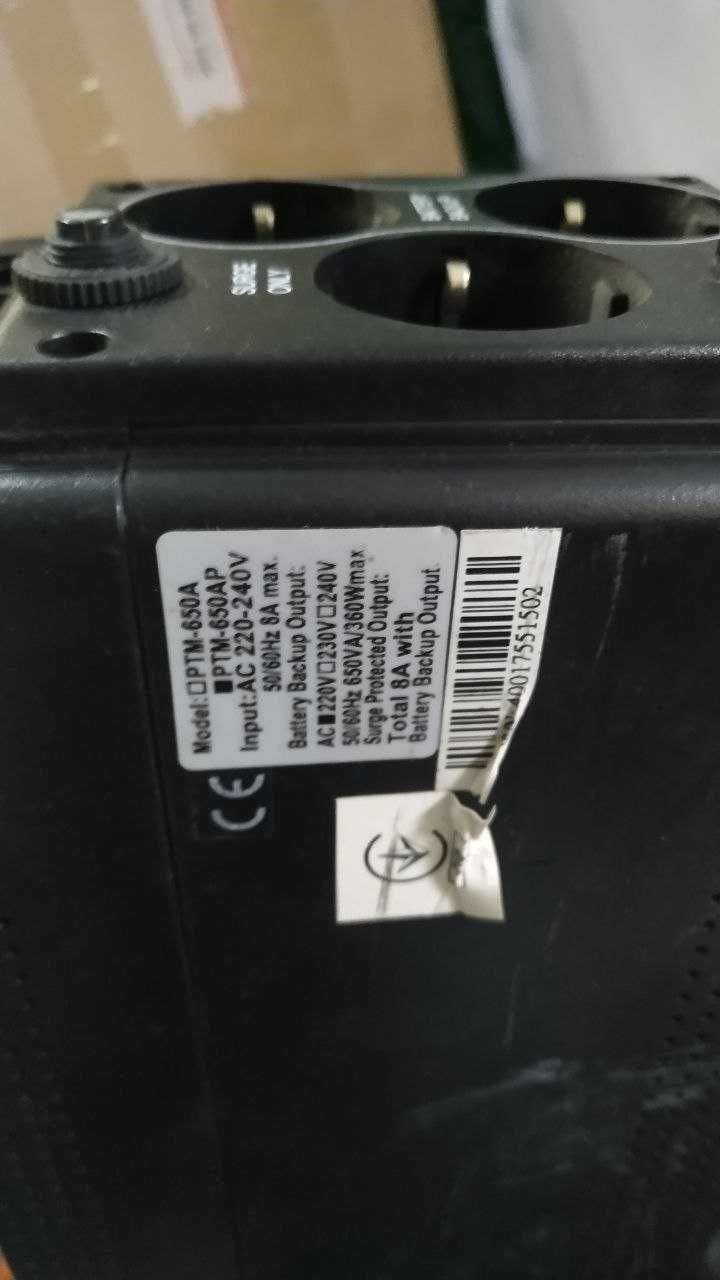 SURGE
ONLY
Model:□PTM-650A
■PTM-650AP
Input:AC 220-240V
50/60Hz 8A max.
Battery Backup Output:
AC■220V□230V□240V
50/60Hz 650VA/360Wmax
Surge Protected Output:
Total 8A with
Battery Backup Output.
CE
40017551502